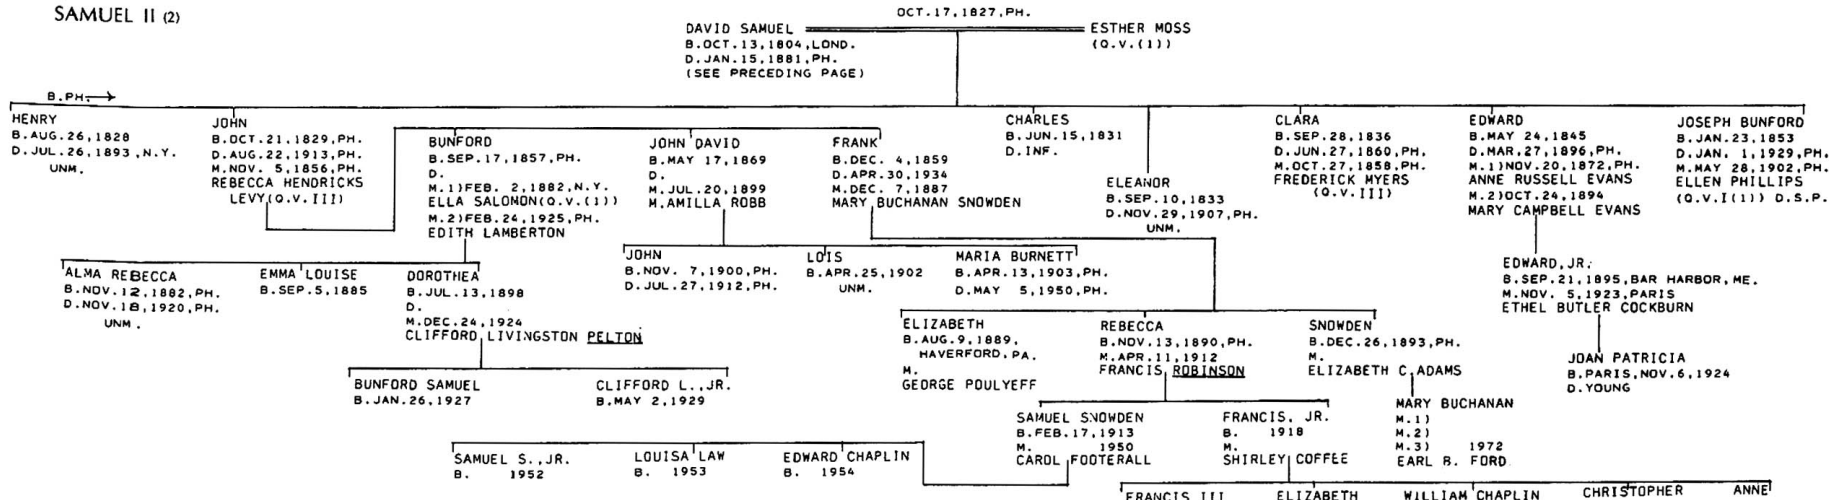 SAMUEL II (2)
OCT.17,1827,PH.
DAVID SAMUEL
B.OCT.13,1804,LOND.
D.JAN.15,1881,PH.
(SEE PRECEDING PAGE)
ESTHER MOSS
(Q.V.(1))
B.PH.
HENRY
B.AUG.26,1828
D.JUL.26,1893,N.Y.
UNM.
JOHN
B.OCT.21,1829,PH.
D.AUG.22,1913,PH.
M.NOV. 5,1856,PH.
REBECCA HENDRICKS
LEVY(Q.V.III)
BUNFORD
B.SEP.17,1857,PH.
D.
M.1)FEB. 2,1882,N.Y.
ELLA SALOMON(Q.V.(1))
M.2)FEB.24,1925,PH.
EDITH LAMBERTON
JOHN DAVID
B.MAY 17,1869
D.
M.JUL.20,1899
M.AMILLA ROBB
FRANK
B.DEC. 4,1859
D.APR.30,1934
M.DEC. 7,1887
MARY BUCHANAN SNOWDEN
CHARLES
B.JUN.15,1831
D.INF.
ELEANOR
B.SEP.10,1833
D.NOV.29,1907,PH.
UNM.
CLARA
B.SEP.28,1836
D.JUN.27,1860,PH.
M.OCT.27,1858,PH.
FREDERICK MYERS
(Q.V.III)
EDWARD
B.MAY 24,1845
D.MAR.27,1896,PH.
M.1)NOV.20,1872,PH.
ANNE RUSSELL EVANS
M.2)OCT.24,1894
MARY CAMPBELL EVANS
JOSEPH BUNFORD
B.JAN.23,1853
D.JAN. 1,1929,PH.
M.MAY 28,1902,PH.
ELLEN PHILLIPS
(Q.V.I(1)) D.S.P.
ALMA REBECCA
B.NOV.12,1882,PH.
D.NOV.18,1920,PH.
UNM.
EMMA LOUISE
B.SEP.5,1885
DOROTHEA
B.JUL.13,1898
D.
M.DEC.24,1924
CLIFFORD LIVINGSTON PELTON
JOHN
B.NOV. 7,1900,PH.
D.JUL.27,1912,PH.
LOIS
B.APR.25,1902
UNM.
MARIA BURNETT
B.APR.13,1903,PH.
D.MAY 5,1950,PH.
EDWARD,JR.
B.SEP.21,1895,BAR HARBOR,ME.
M.NOV. 5,1923,PARIS
ETHEL BUTLER COCKBURN
ELIZABETH
B.AUG.9,1889,
HAVERFORD,PA.
M.
GEORGE POULYEFF
REBECCA
B.NOV.13,1890,PH.
M.APR.11,1912
FRANCIS ROBINSON
SNOWDEN
B.DEC.26,1893,PH.
M.
ELIZABETH C.ADAMS
JOAN PATRICIA
B.PARIS,NOV.6,1924
D.YOUNG
BUNFORD SAMUEL
B.JAN.26,1927
CLIFFORD L.,JR.
B.MAY 2,1929
SAMUEL SNOWDEN
B.FEB.17,1913
M. 1950
CAROL FOOTERALL
FRANCIS, JR.
B. 1918
M.
SHIRLEY COFFEE
MARY BUCHANAN
M.1)
M.2)
M.3) 1972
EARL B. FORD
SAMUEL S.,JR.
B. 1952
LOUISA LAW
B. 1953
EDWARD CHAPLIN
B. 1954
FRANCIS III
ELIZABETH
WILLIAM CHAPLIN
CHRISTOPHER
ANNE